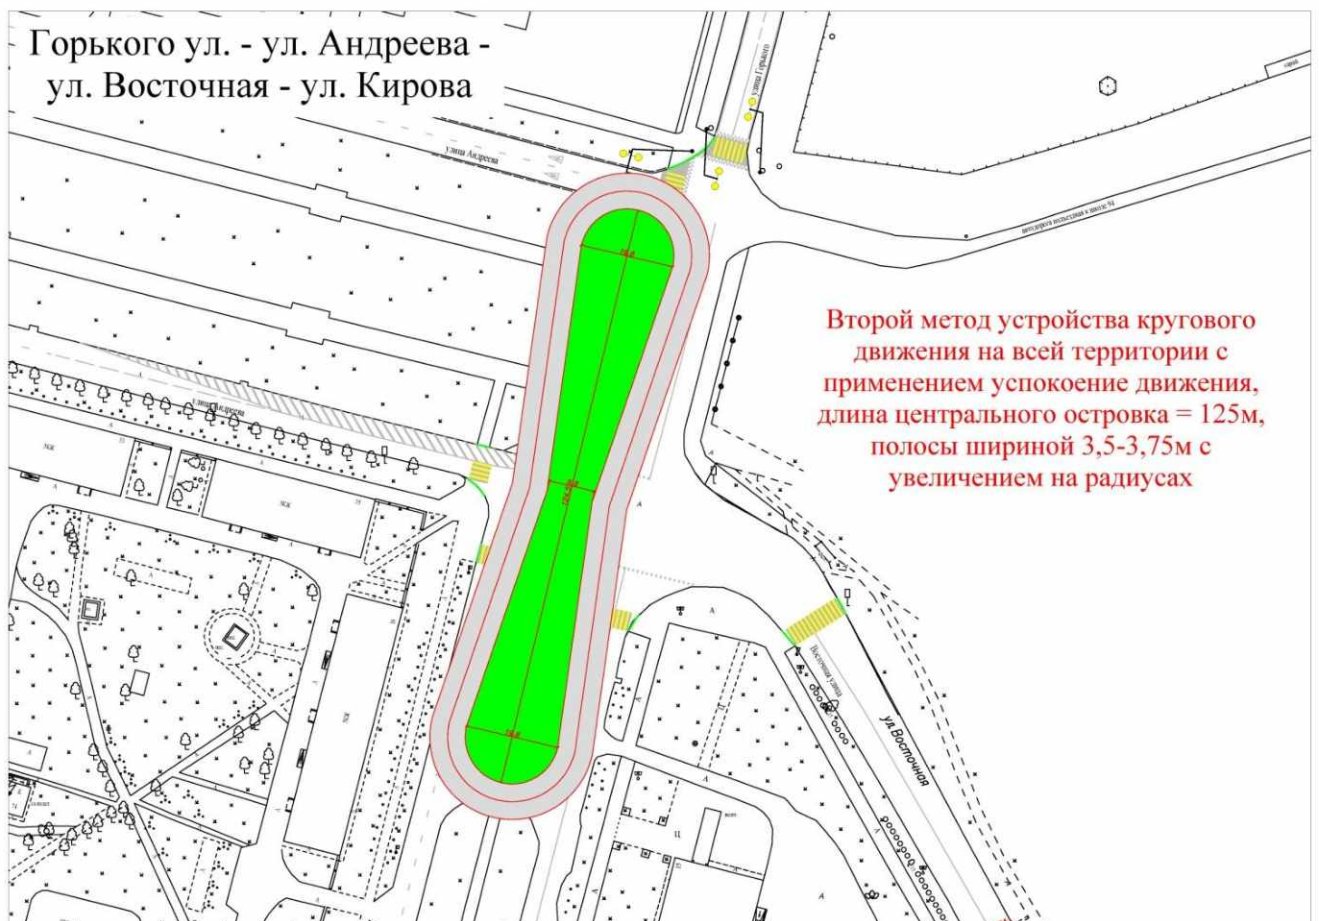 Горького ул. - ул. Андреева -
ул. Восточная - ул. Кирова
улица Горького
улица Андреева
Второй метод устройства кругового
движения на всей территории с
применением успокоение движения,
длина центрального островка = 125м,
полосы шириной 3,5-3,75м с
увеличением на радиусах
улица Андреева
Восточная улица
ул. Восточная